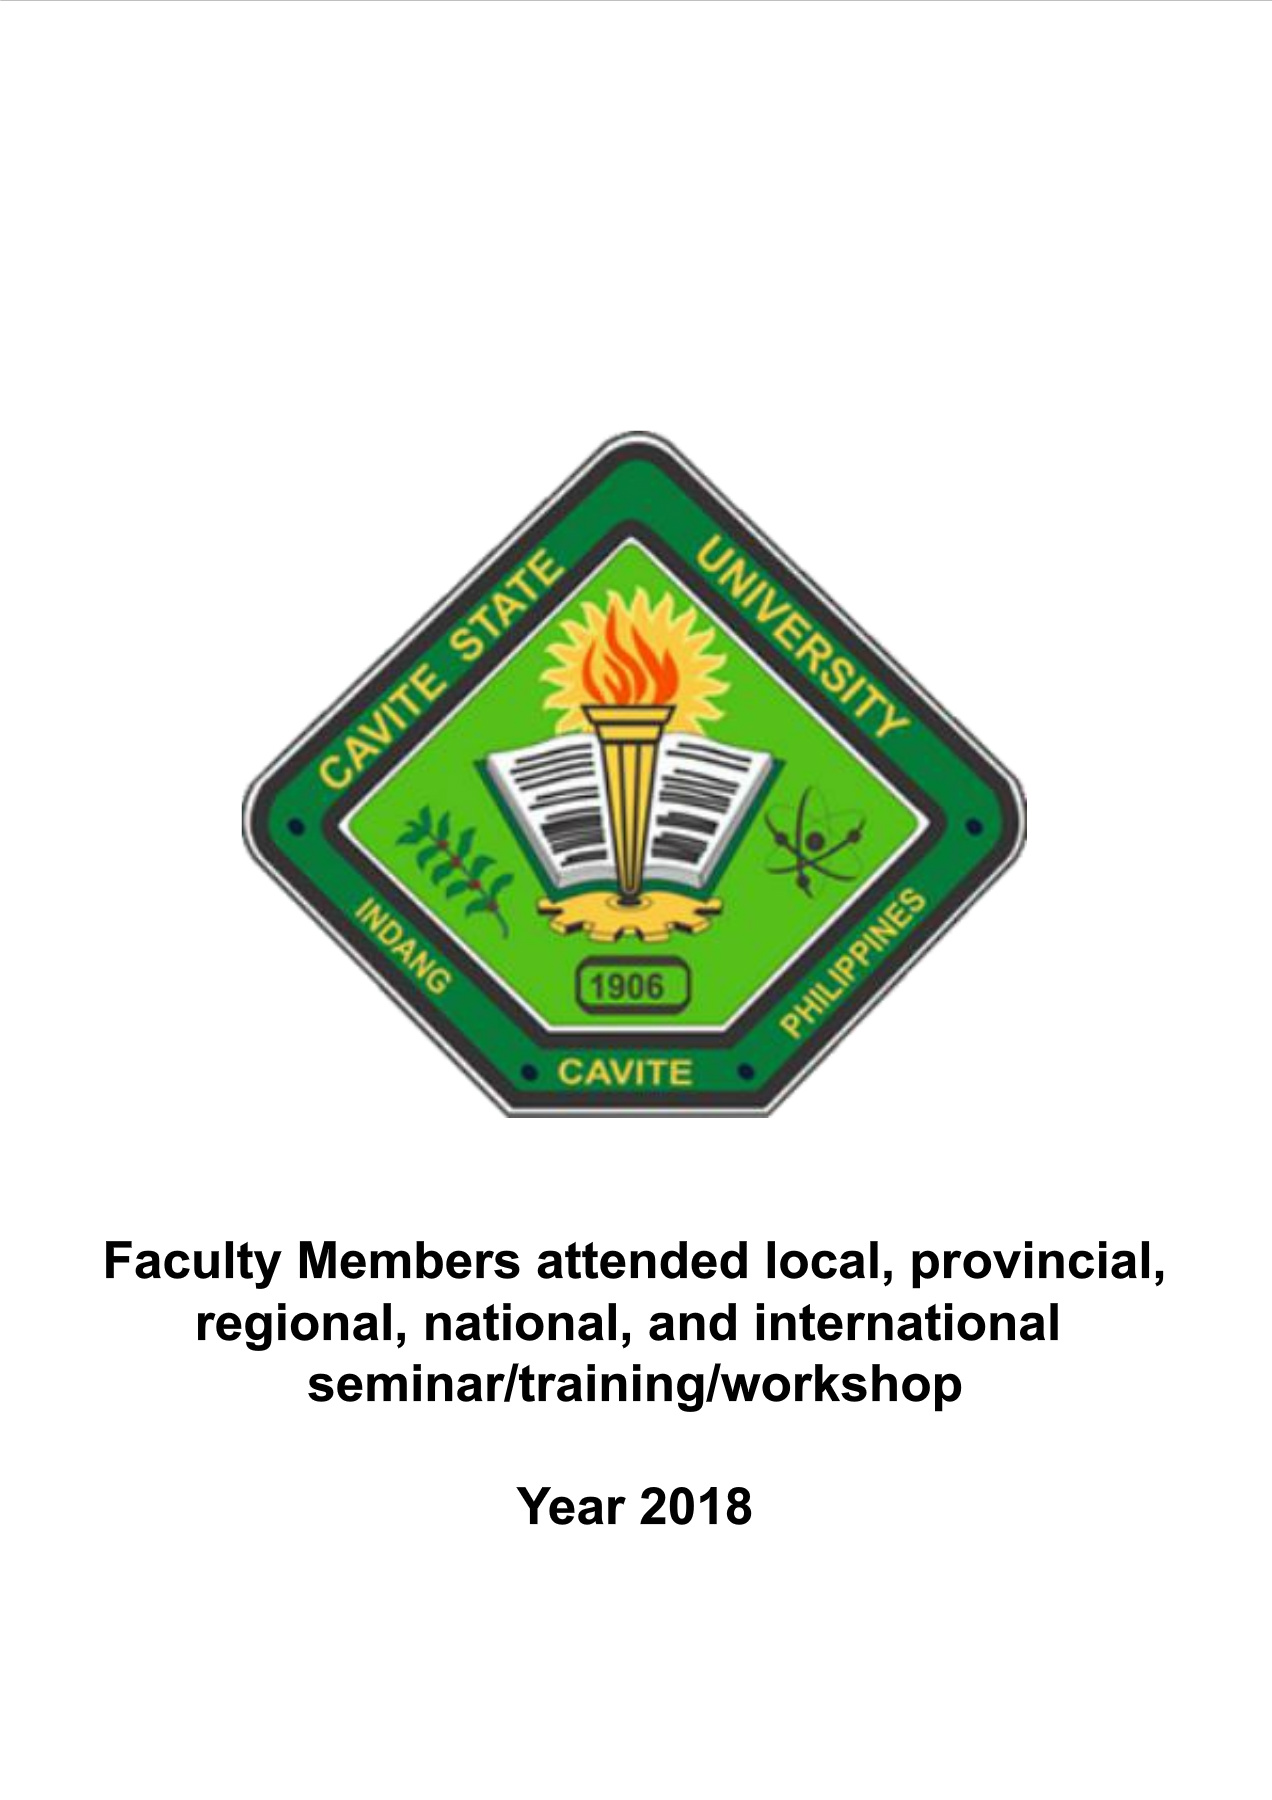 CAVITE STATE UNIVERSITY
1906
INDANG
CAVITE
PHILIPPINES
Faculty Members attended local, provincial,
regional, national, and international
seminar/training/workshop
Year 2018